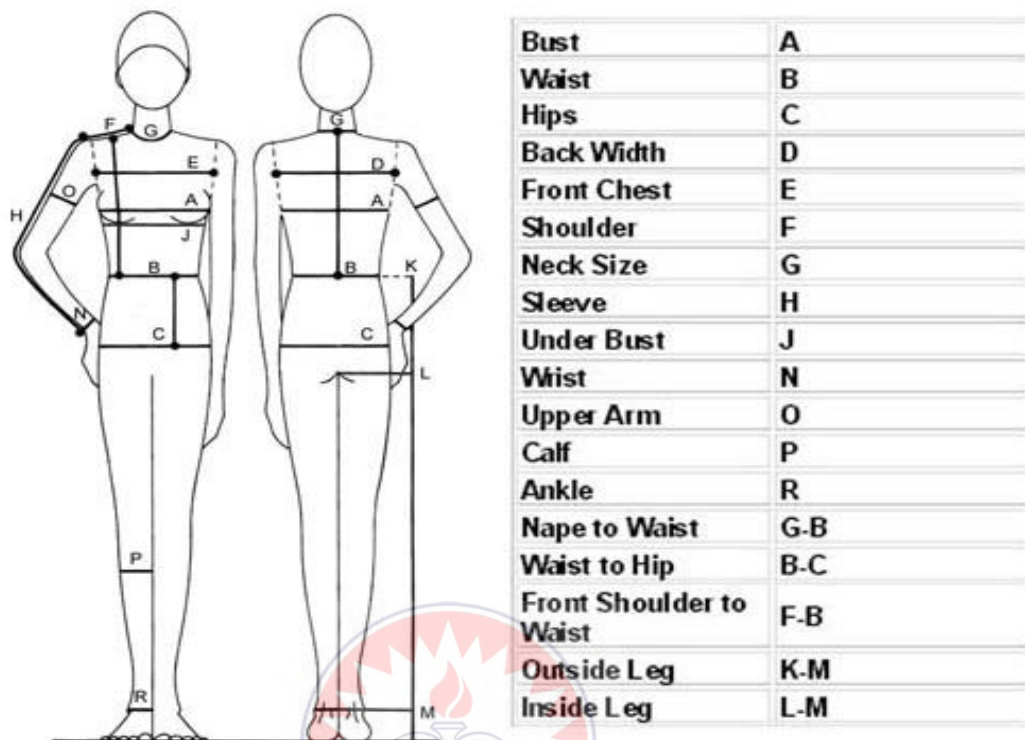 F
G
E
O
A
H
J
B
N
C
P
R
G
D
A
B
K
C
L
M
Bust A
Waist B
Hips C
Back Width D
Front Chest E
Shoulder F
Neck Size G
Sleeve H
Under Bust J
Wrist N
Upper Arm O
Calf P
Ankle R
Nape to Waist G-B
Waist to Hip B-C
Front Shoulder to
Waist F-B
Outside Leg K-M
Inside Leg L-M